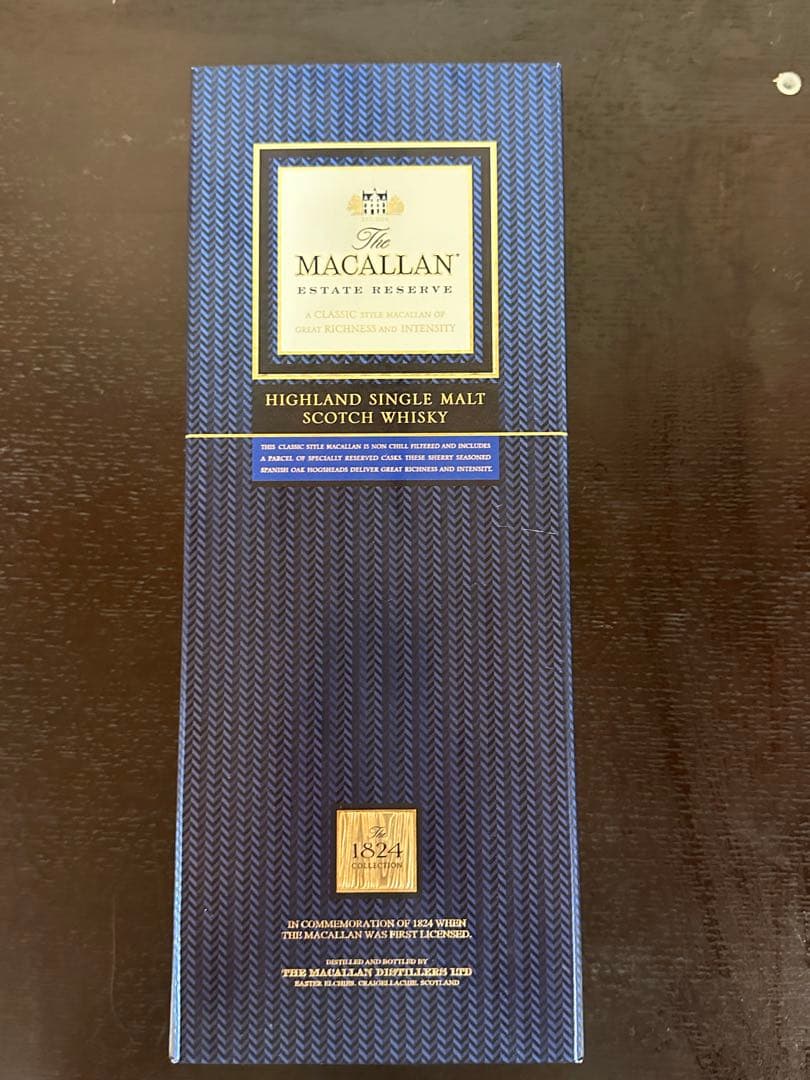 The
MACALLAN®
ESTATE RESERVE
A CLASSIC STYLE MACALLAN OF
GREAT RICHNESS AND INTENSITY
HIGHLAND SINGLE MALT
SCOTCH WHISKY
THIS CLASSIC STYLE MACALLAN IS NON CHILL FILTERED AND INCLUDES
A PARCEL OF SPECIALLY RESERVED CASKS. THESE SHERRY SEASONED
SPANISH OAK HOGSHEADS DELIVER GREAT RICHNESS AND INTENSITY.
The
1824
COLLECTION
IN COMMEMORATION OF 1824 WHEN
THE MACALLAN WAS FIRST LICENSED.
DISTILLED AND BOTTLED BY
THE MACALLAN DISTILLERS LTD
EASTER ELCHIES, CRAIGELLACHIE, SCOTLAND